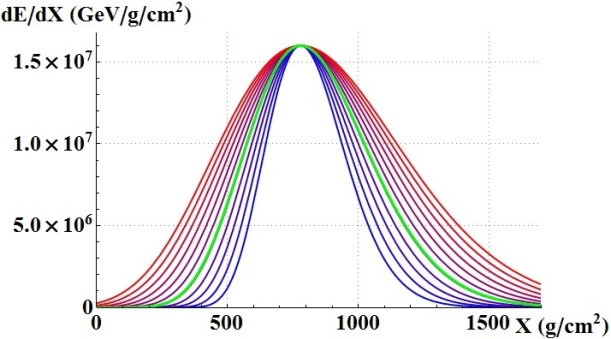 dE/dX (GeV/g/cm²)
1.5 × 10⁷
1.0 × 10⁷
5.0 × 10⁶
0
0 500 1000 1500 X (g/cm²)